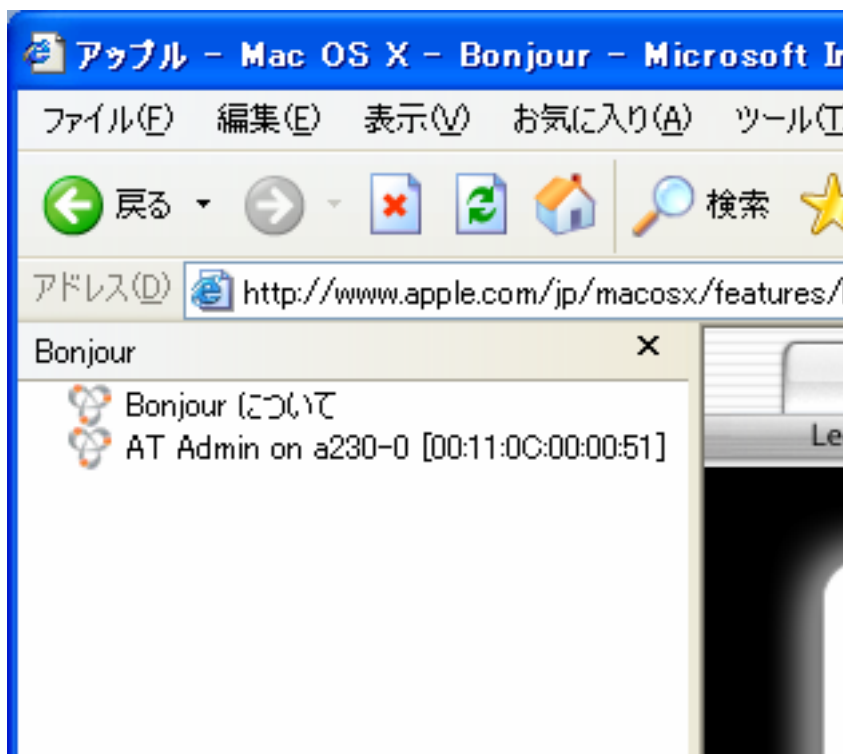 アップル - Mac OS X - Bonjour - Microsoft
ファイル(F) 編集(E) 表示(V) お気に入り(A) ツール(T
戻る 検索
アドレス(D) http://www.apple.com/jp/macosx/features/
Bonjour
Bonjour について
AT Admin on a230-0 [00:11:0C:00:00:51]
Le